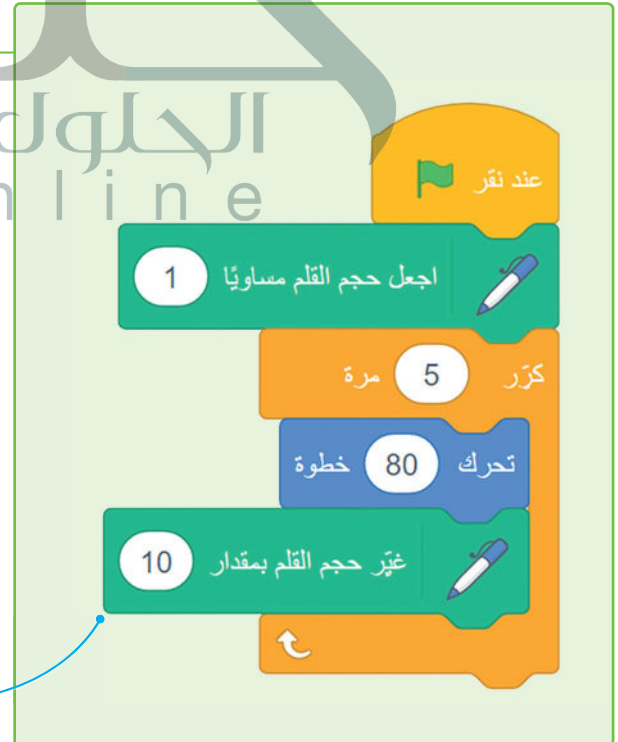 الحلول
nline
عند نقر
اجعل حجم القلم مساويًا 1
كرّر 5 مرة
تحرك 80 خطوة
غيّر حجم القلم بمقدار 10